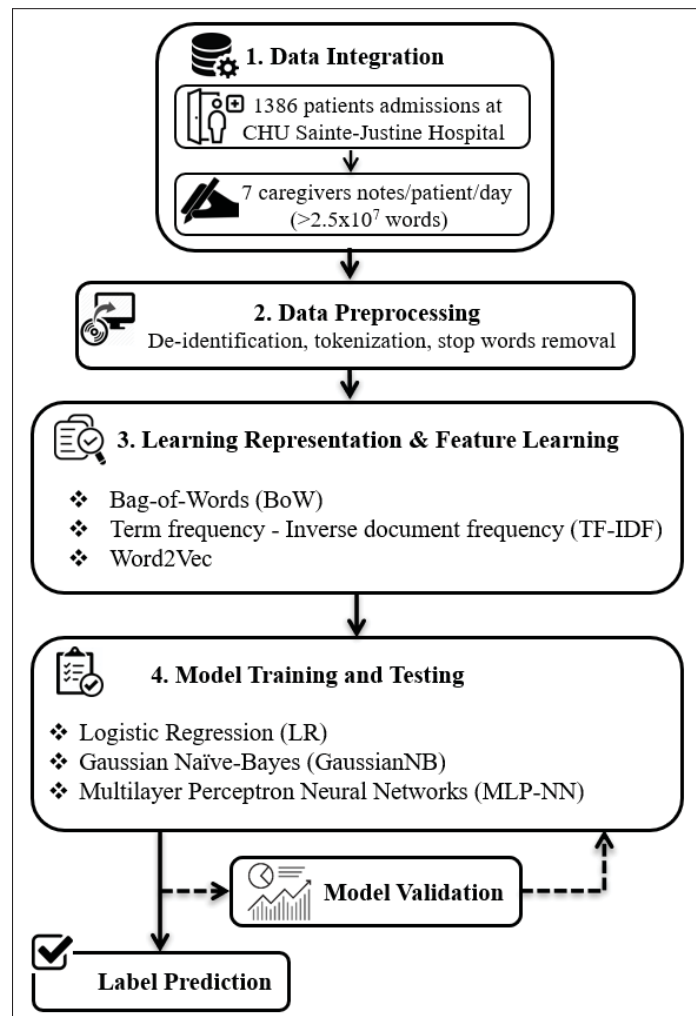 1. Data Integration
1386 patients admissions at
CHU Sainte-Justine Hospital
7 caregivers notes/patient/day
(>2.5x10⁷ words)
2. Data Preprocessing
De-identification, tokenization, stop words removal
3. Learning Representation & Feature Learning
❖ Bag-of-Words (BoW)
❖ Term frequency - Inverse document frequency (TF-IDF)
❖ Word2Vec
4. Model Training and Testing
❖ Logistic Regression (LR)
❖ Gaussian Naïve-Bayes (GaussianNB)
❖ Multilayer Perceptron Neural Networks (MLP-NN)
Model Validation
Label Prediction